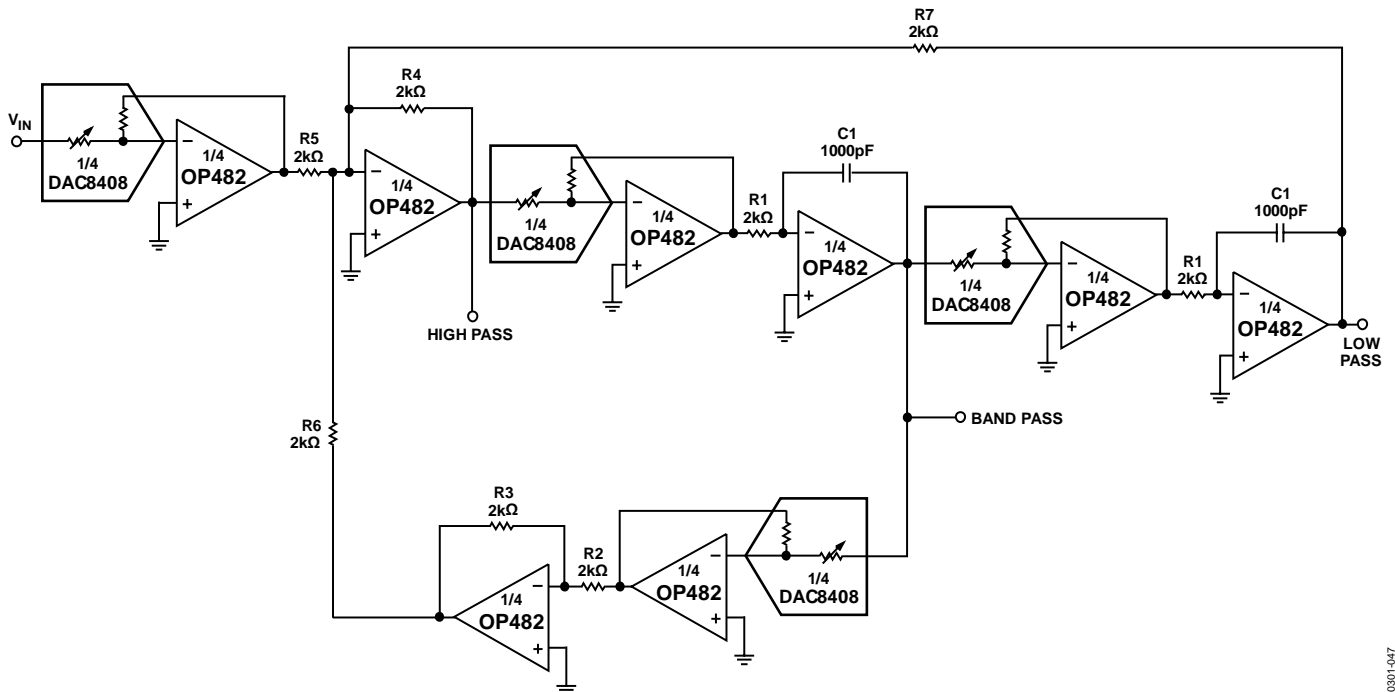 R7
2kΩ
R4
2kΩ
V_IN
1/4
DAC8408
1/4
OP482
R5
2kΩ
1/4
OP482
HIGH PASS
1/4
DAC8408
1/4
OP482
R1
2kΩ
C1
1000pF
1/4
OP482
1/4
DAC8408
1/4
OP482
R1
2kΩ
C1
1000pF
1/4
OP482
LOW
PASS
BAND PASS
R6
2kΩ
R3
2kΩ
1/4
OP482
R2
2kΩ
1/4
OP482
1/4
DAC8408
0301-047